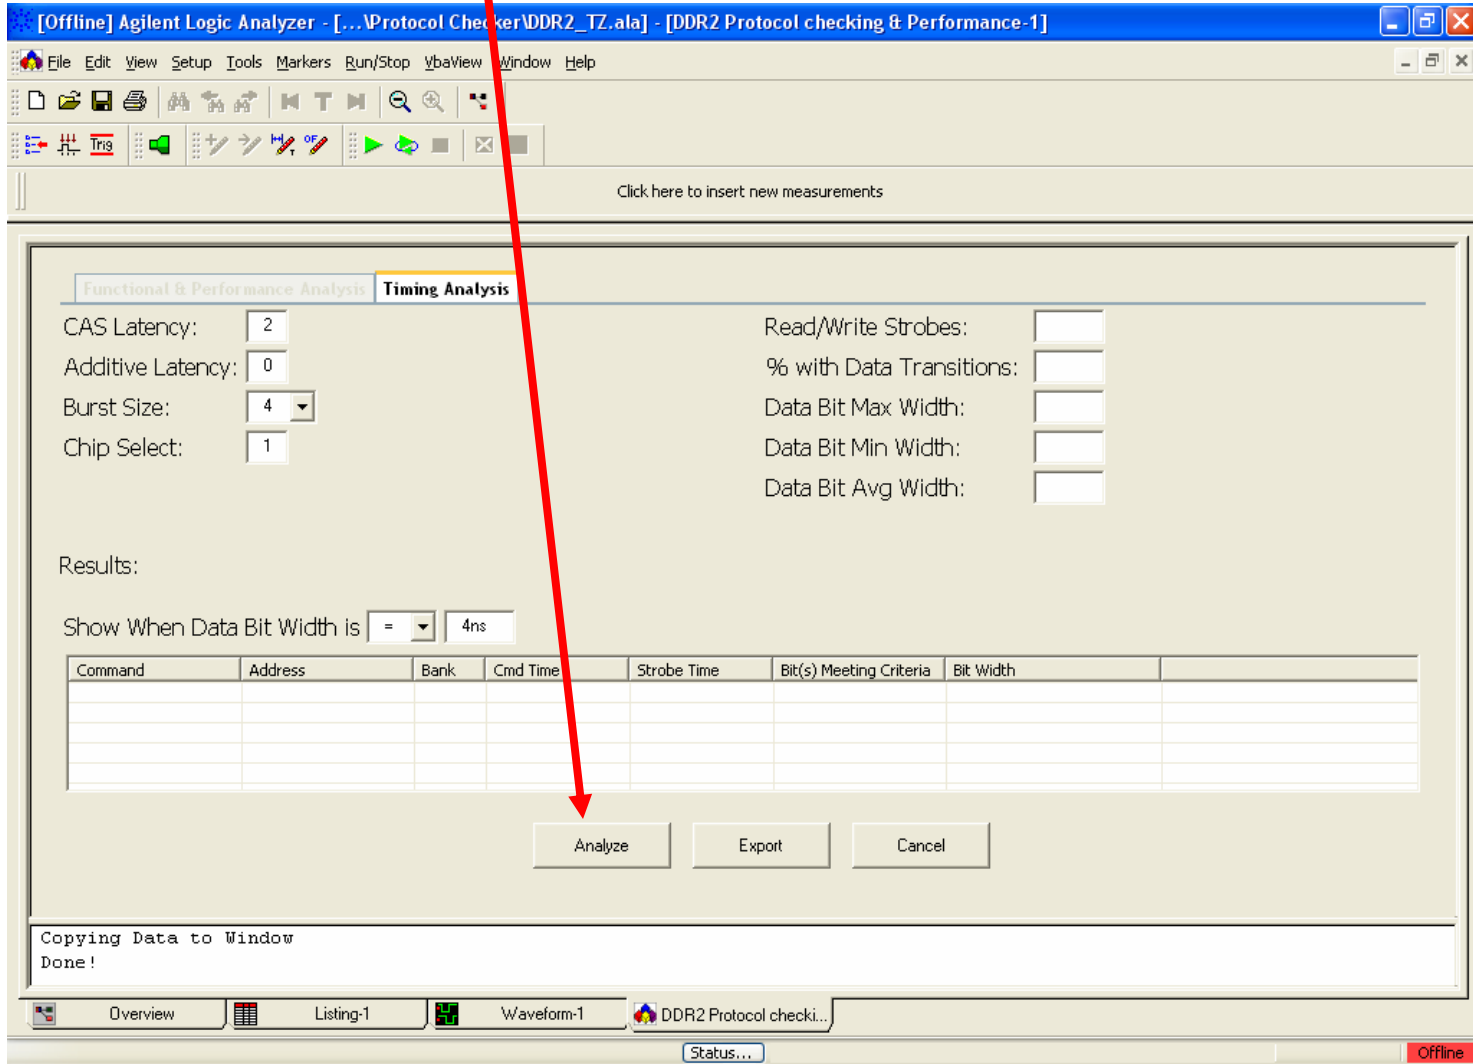 [Offline] Agilent Logic Analyzer - [...\Protocol Checker\DDR2_TZ.ala] - [DDR2 Protocol checking & Performance-1]
File Edit View Setup Tools Markers Run/Stop VbaView Window Help
T
Trig
Click here to insert new measurements
Functional & Performance Analysis Timing Analysis
CAS Latency: 2 Read/Write Strobes:
Additive Latency: 0 % with Data Transitions:
Burst Size: 4 Data Bit Max Width:
Chip Select: 1 Data Bit Min Width:
Data Bit Avg Width:
Results:
Show When Data Bit Width is = 4ns
Command Address Bank Cmd Time Strobe Time Bit(s) Meeting Criteria Bit Width
Analyze Export Cancel
Copying Data to Window
Done!
Overview Listing-1 Waveform-1 DDR2 Protocol checki...
Status... Offline